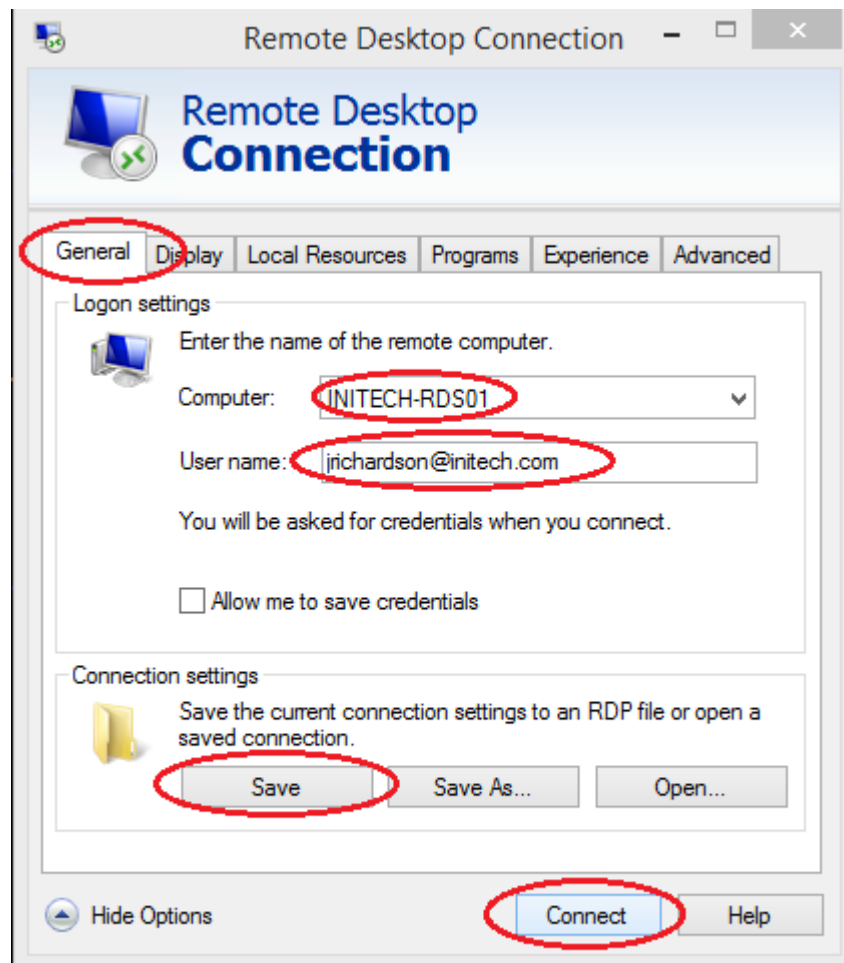 Remote Desktop Connection
Remote Desktop
Connection
General Display Local Resources Programs Experience Advanced
Logon settings
Enter the name of the remote computer.
Computer: INITECH-RDS01
User name: jrichardson@initech.com
You will be asked for credentials when you connect.
Allow me to save credentials
Connection settings
Save the current connection settings to an RDP file or open a
saved connection.
Save Save As... Open...
Hide Options Connect Help